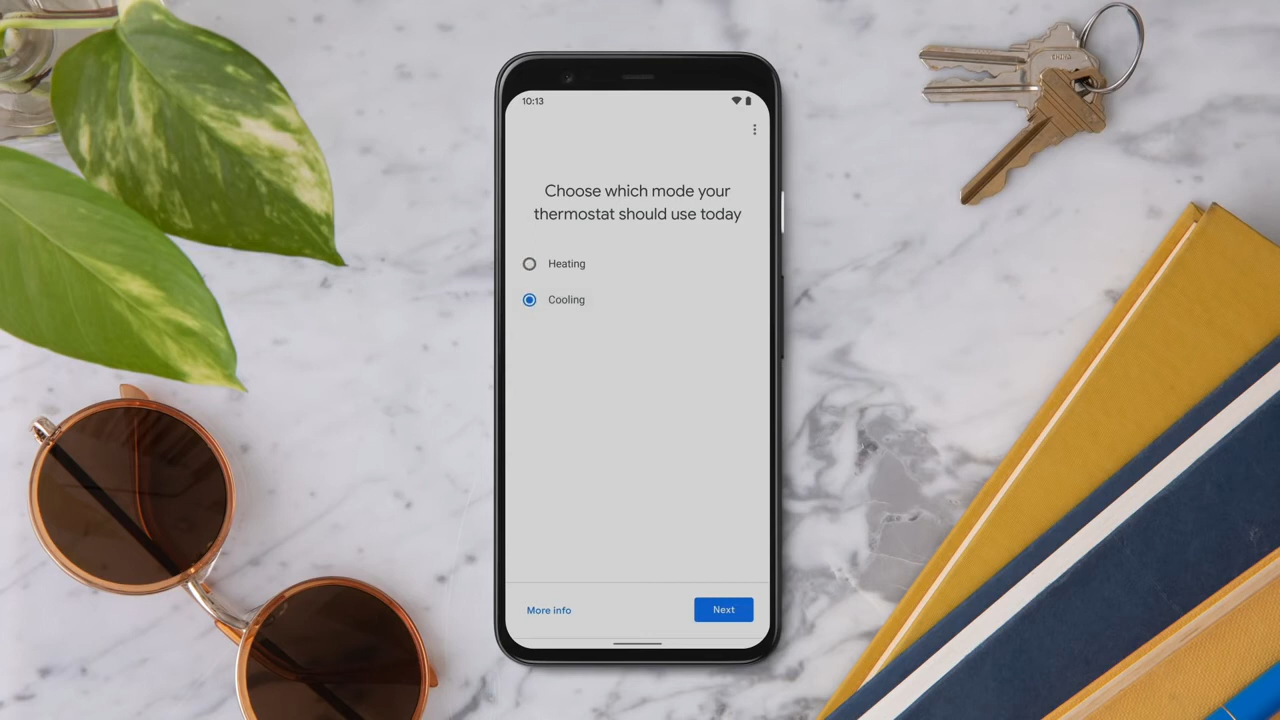 10:13
Choose which mode your
thermostat should use today
Heating
Cooling
More info
Next